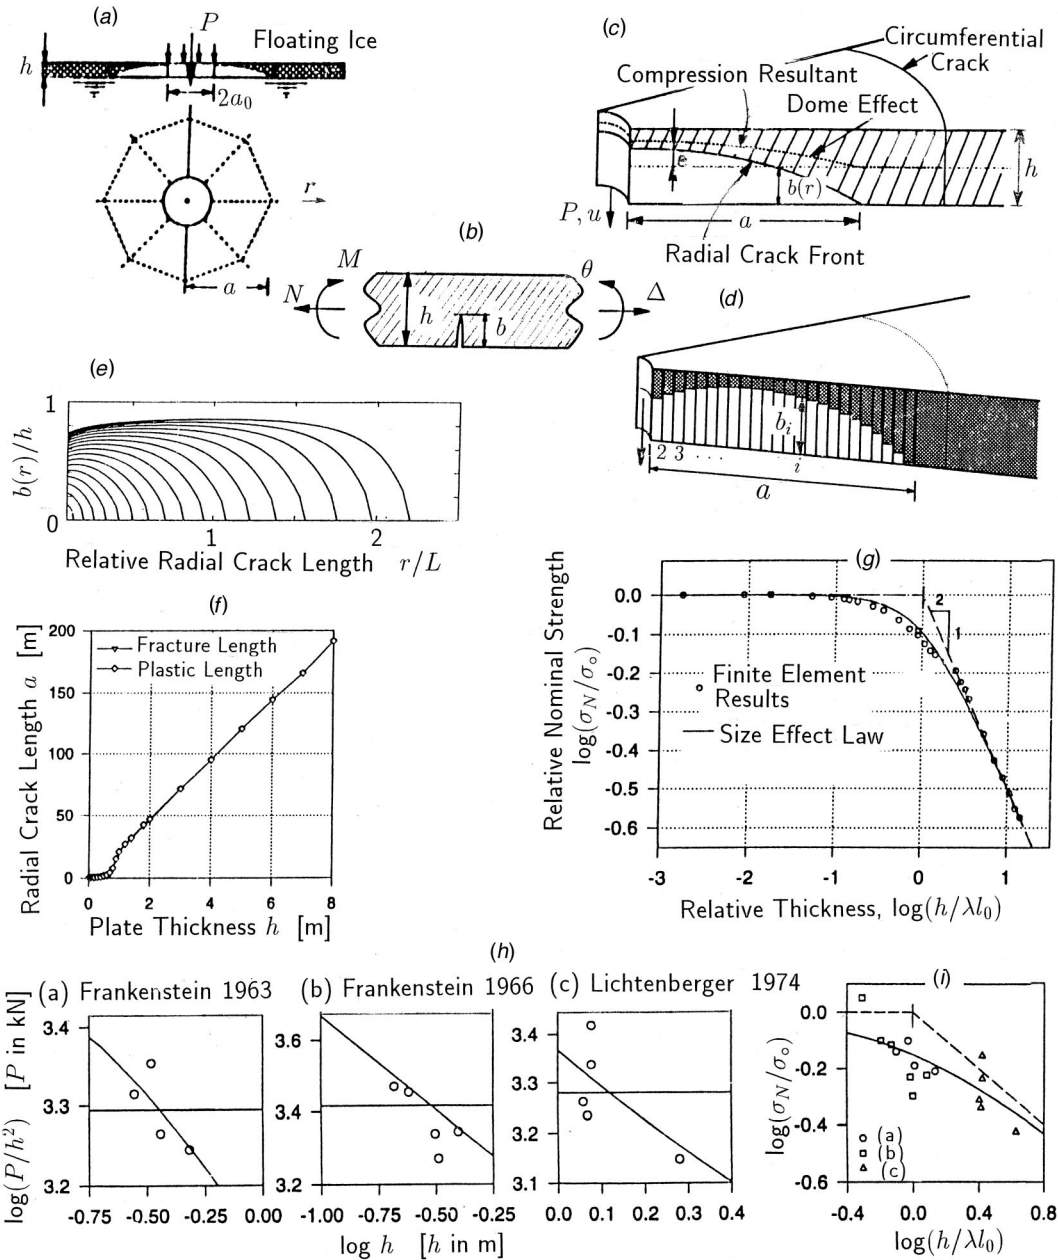 (a)
P
Floating Ice
h
2a₀
r
a
(b)
M
θ
N
Δ
h
b
(c)
Circumferential
Crack
Compression Resultant
Dome Effect
e
b(r)
h
P, u
a
Radial Crack Front
(d)
bᵢ
2 3 . . .
i
a
(e)
b(r)/h
1
0
1
2
Relative Radial Crack Length r/L
(f)
Radial Crack Length a [m]
200
150
100
50
0
Fracture Length
Plastic Length
0 2 4 6 8
Plate Thickness h [m]
(g)
Relative Nominal Strength
log(σ_N/σ₀)
0.0
-0.1
-0.2
-0.3
-0.4
-0.5
-0.6
2
1
Finite Element
Results
Size Effect Law
-3 -2 -1 0 1
Relative Thickness, log(h/λl₀)
(h)
(a) Frankenstein 1963
(b) Frankenstein 1966
(c) Lichtenberger 1974
log(P/h²) [P in kN]
3.4
3.3
3.2
-0.75 -0.50 -0.25 0.00
3.6
3.4
3.2
-1.00 -0.75 -0.50 -0.25
3.4
3.3
3.2
3.1
0.0 0.1 0.2 0.3 0.4
log h [h in m]
(i)
log(σ_N/σ₀)
0.0
-0.2
-0.4
-0.6
(a)
(b)
(c)
-0.4 0.0 0.4 0.8
log(h/λl₀)